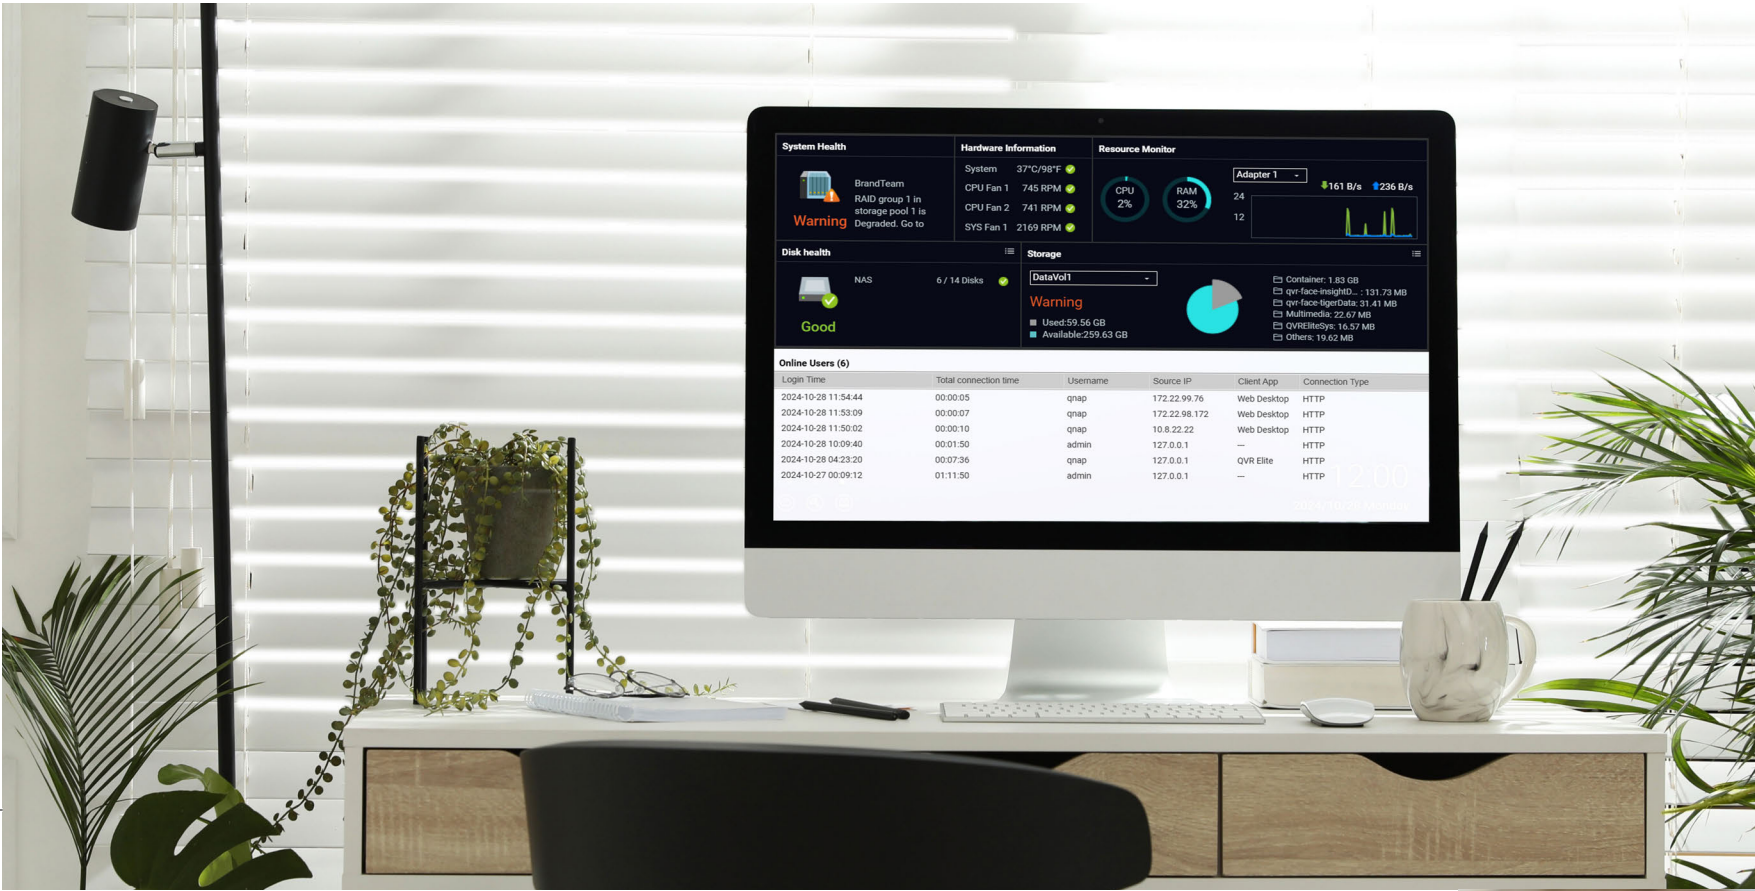 System Health
BrandTeam
RAID group 1 in
storage pool 1 is
Degraded. Go to
Warning
Hardware Information
System 37°C/98°F
CPU Fan 1 745 RPM
CPU Fan 2 741 RPM
SYS Fan 1 2169 RPM
Resource Monitor
CPU
2%
RAM
32%
Adapter 1
161 B/s 236 B/s
24
12
Disk health
NAS 6 / 14 Disks
Good
Storage
DataVol1
Warning
Used:59.56 GB
Available:259.63 GB
Container: 1.83 GB
qvr-face-insightD... : 131.73 MB
qvr-face-tigerData: 31.41 MB
Multimedia: 22.67 MB
QVREliteSys: 16.57 MB
Others: 19.62 MB
Online Users (6)
Login Time Total connection time Username Source IP Client App Connection Type
2024-10-28 11:54:44 00:00:05 qnap 172.22.99.76 Web Desktop HTTP
2024-10-28 11:53:09 00:00:07 qnap 172.22.98.172 Web Desktop HTTP
2024-10-28 11:50:02 00:00:10 qnap 10.8.22.22 Web Desktop HTTP
2024-10-28 10:09:40 00:01:50 admin 127.0.0.1 — HTTP
2024-10-28 04:23:20 00:07:36 qnap 127.0.0.1 QVR Elite HTTP
2024-10-27 00:09:12 01:11:50 admin 127.0.0.1 — HTTP
12:00